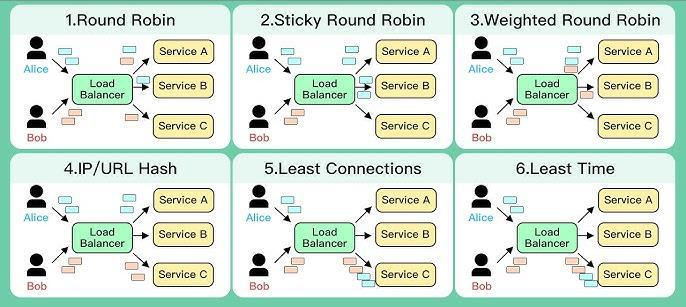 1.Round Robin
Alice
Bob
Load
Balancer
Service A
Service B
Service C
2.Sticky Round Robin
Alice
Bob
Load
Balancer
Service A
Service B
Service C
3.Weighted Round Robin
Alice
Bob
Load
Balancer
Service A
Service B
Service C
4.IP/URL Hash
Alice
Bob
Load
Balancer
Service A
Service B
Service C
5.Least Connections
Alice
Bob
Load
Balancer
Service A
Service B
Service C
6.Least Time
Alice
Bob
Load
Balancer
Service A
Service B
Service C